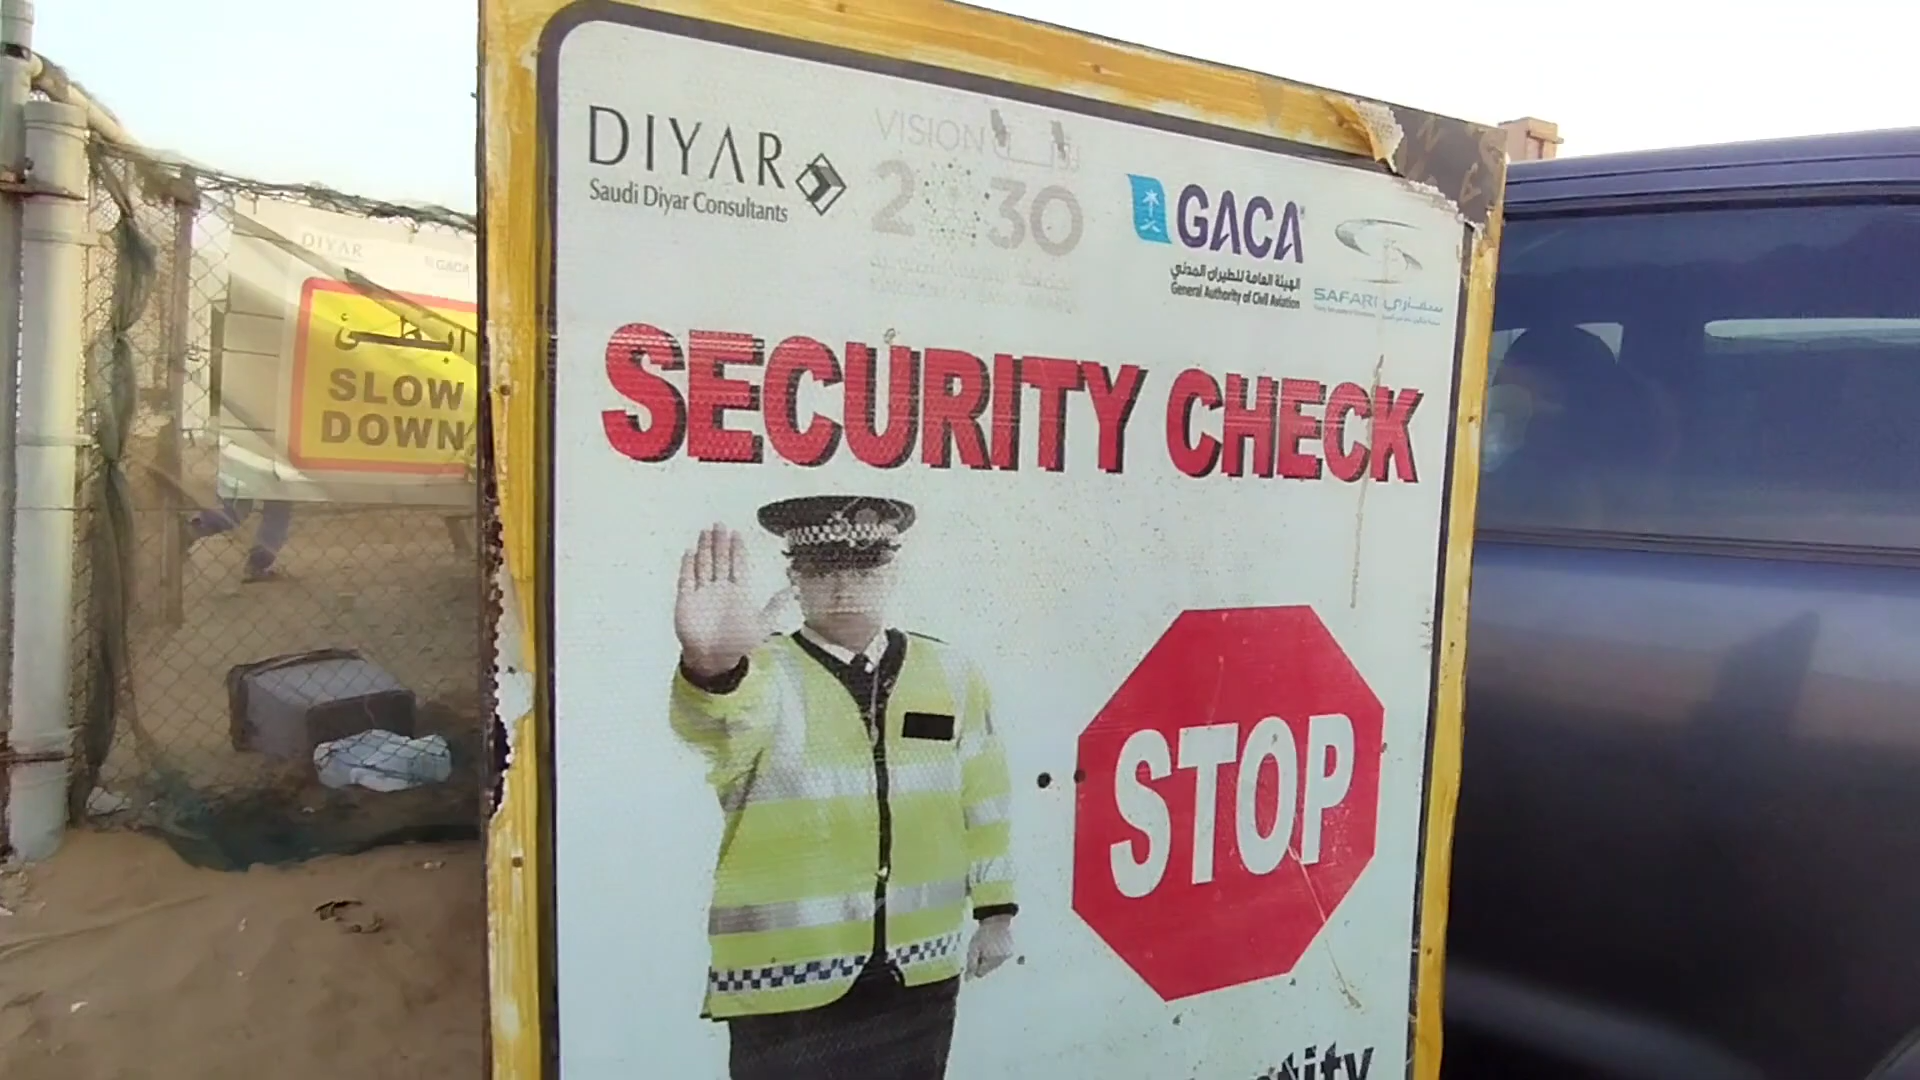 DIYAR
Saudi Diyar Consultants
VISION
2030
GACA
الهيئة العامة للطيران المدني
General Authority of Civil Aviation
SAFARI سفاري
SECURITY CHECK
STOP
DIYAR
GACA
ابطئ
SLOW
DOWN